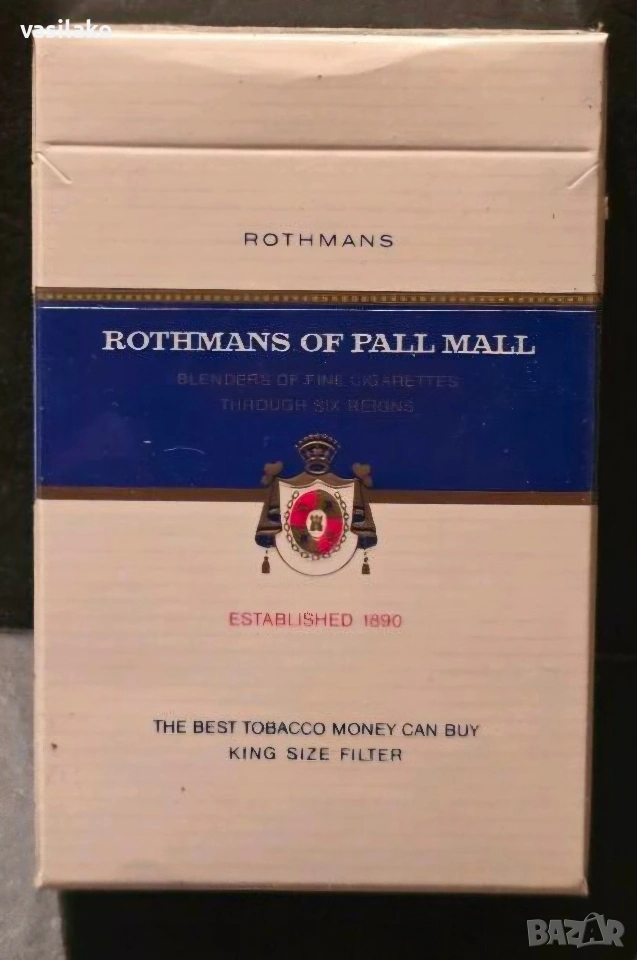 vasilako
ROTHMANS
ROTHMANS OF PALL MALL
BLENDERS OF FINE CIGARETTES
THROUGH SIX REIGNS
ESTABLISHED 1890
THE BEST TOBACCO MONEY CAN BUY
KING SIZE FILTER
BAZAR